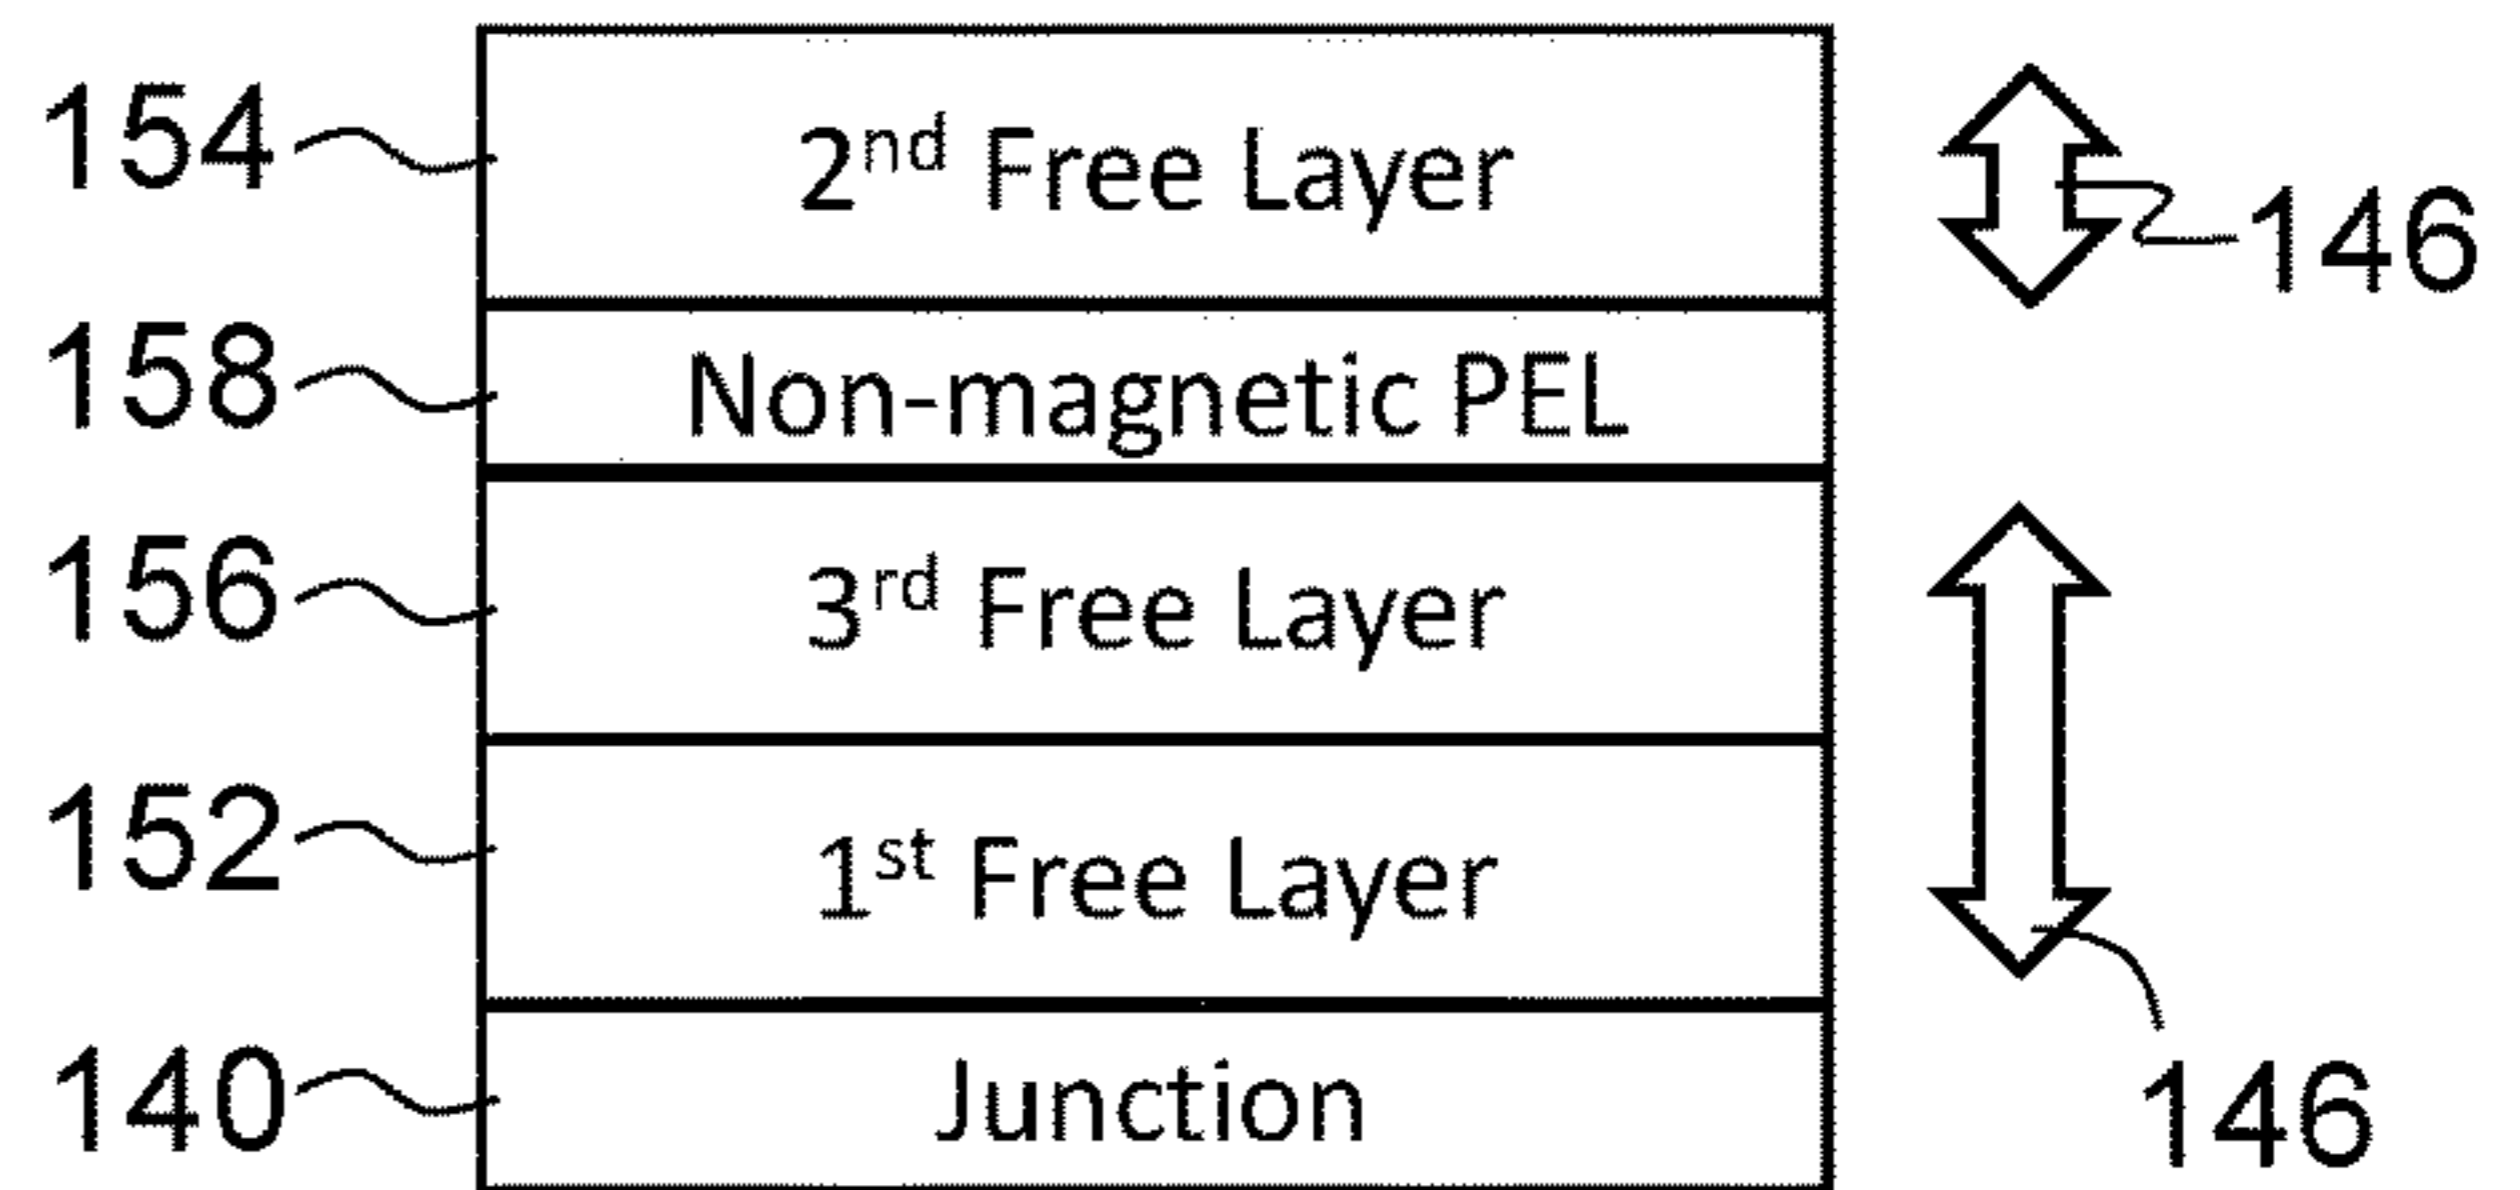 154 2nd Free Layer 146
158 Non-magnetic PEL
156 3rd Free Layer
152 1st Free Layer
140 Junction 146